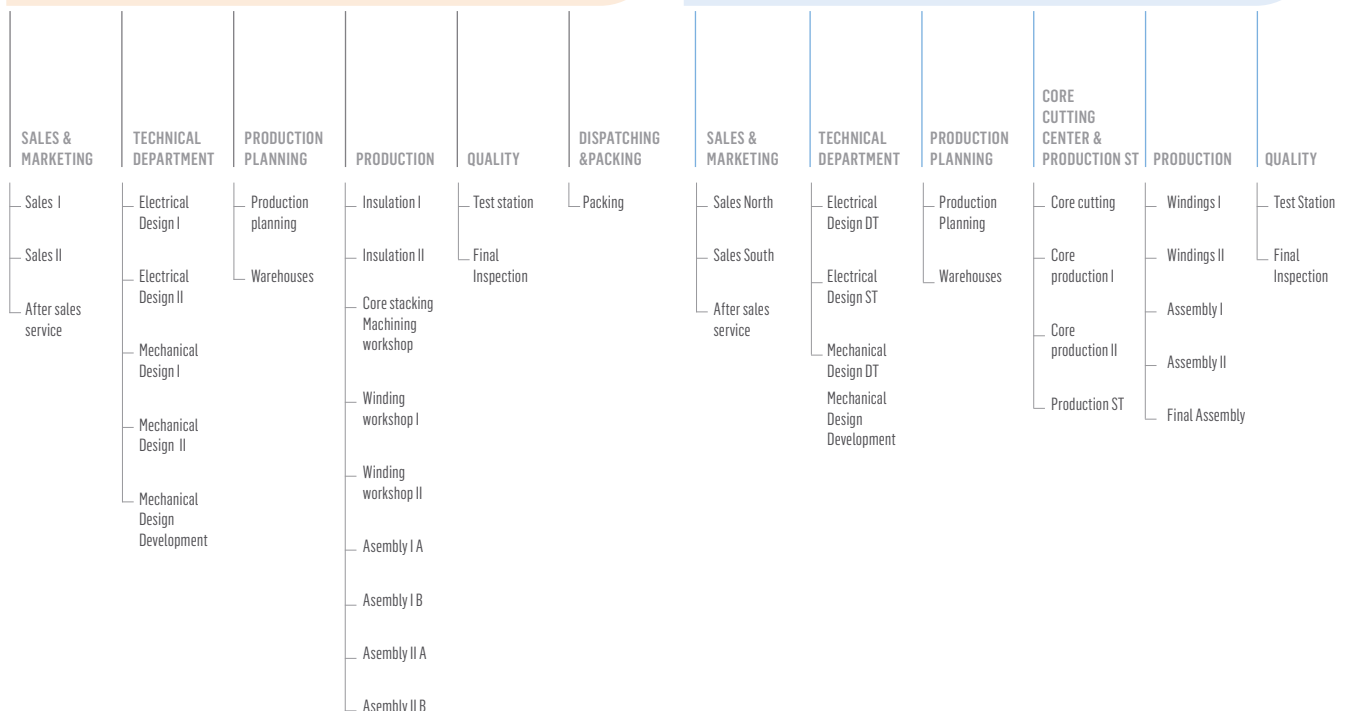 SALES &
MARKETING
Sales I
Sales II
After sales
service
TECHNICAL
DEPARTMENT
Electrical
Design I
Electrical
Design II
Mechanical
Design I
Mechanical
Design II
Mechanical
Design
Development
PRODUCTION
PLANNING
Production
planning
Warehouses
PRODUCTION
Insulation I
Insulation II
Core stacking
Machining
workshop
Winding
workshop I
Winding
workshop II
Asembly I A
Asembly I B
Asembly II A
Asembly II B
QUALITY
Test station
Final
Inspection
DISPATCHING
&PACKING
Packing
SALES &
MARKETING
Sales North
Sales South
After sales
service
TECHNICAL
DEPARTMENT
Electrical
Design DT
Electrical
Design ST
Mechanical
Design DT
Mechanical
Design
Development
PRODUCTION
PLANNING
Production
Planning
Warehouses
CORE
CUTTING
CENTER &
PRODUCTION ST
Core cutting
Core
production I
Core
production II
Production ST
PRODUCTION
Windings I
Windings II
Assembly I
Assembly II
Final Assembly
QUALITY
Test Station
Final
Inspection